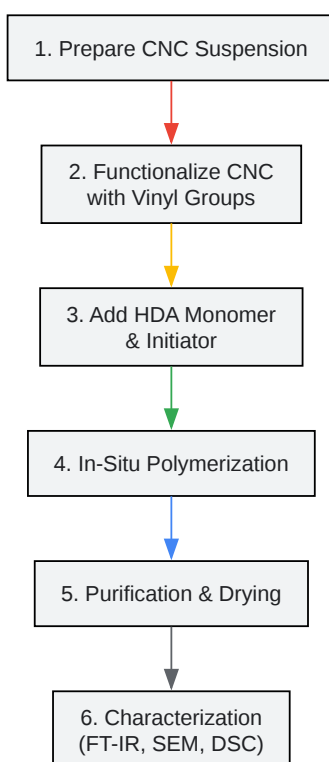 1. Prepare CNC Suspension
2. Functionalize CNC
with Vinyl Groups
3. Add HDA Monomer
& Initiator
4. In-Situ Polymerization
5. Purification & Drying
6. Characterization
(FT-IR, SEM, DSC)